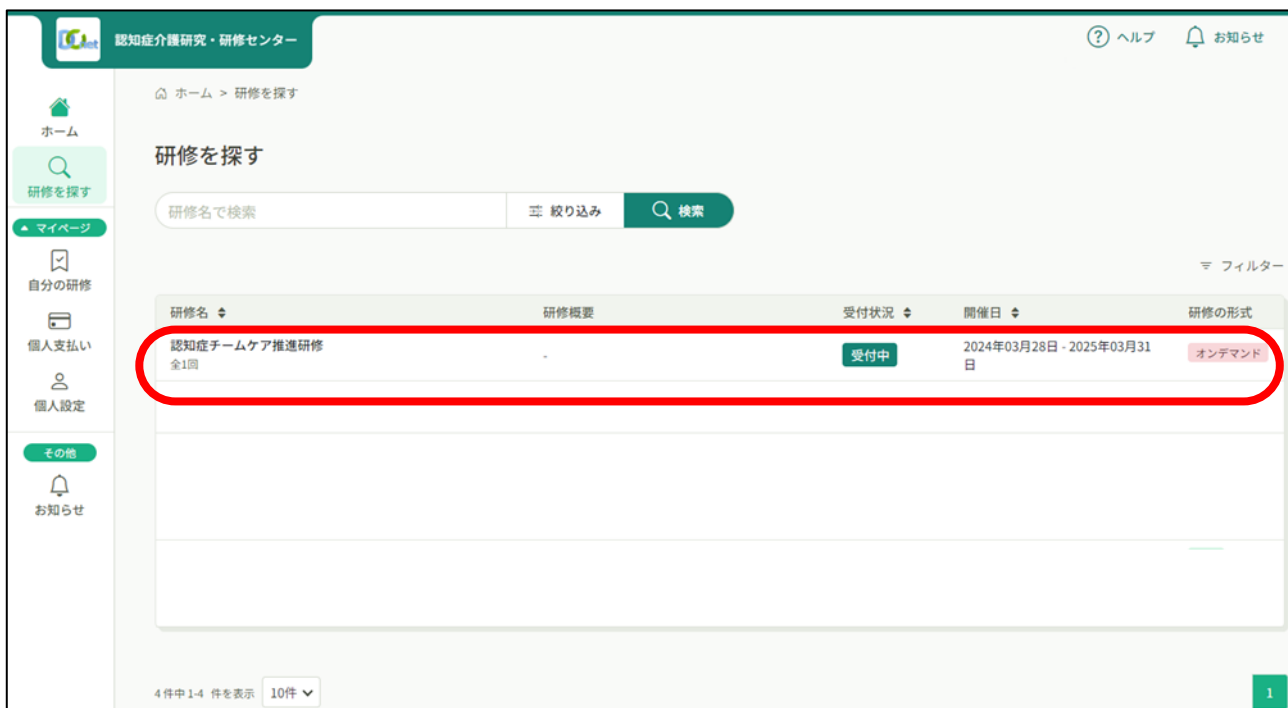 DCnet 認知症介護研究・研修センター
ヘルプ お知らせ
ホーム > 研修を探す
ホーム
研修を探す
マイページ
自分の研修
個人支払い
個人設定
その他
お知らせ
研修を探す
研修名で検索 絞り込み 検索
フィルター
研修名 研修概要 受付状況 開催日 研修の形式
認知症チームケア推進研修 - 受付中 2024年03月28日 - 2025年03月31 オンデマンド
全1回 日
4件中 1-4 件を表示 10件 1